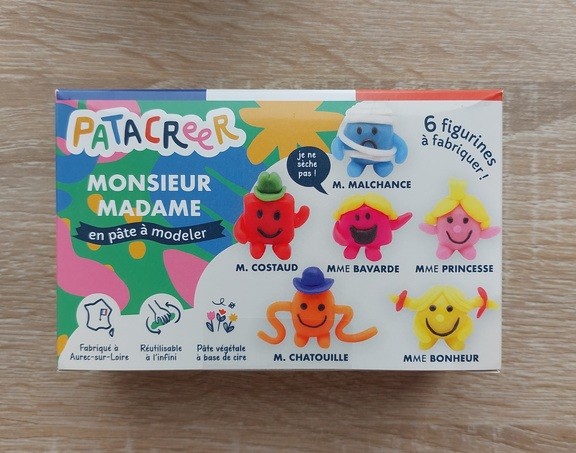 PATACReeR
MONSIEUR
MADAME
en pâte à modeler
je ne
sèche
pas !
6 figurines
à fabriquer !
M. MALCHANCE
M. COSTAUD
MME BAVARDE
MME PRINCESSE
M. CHATOUILLE
MME BONHEUR
Fabriqué à
Aurec-sur-Loire
Réutilisable
à l'infini
Pâte végétale
à base de cire